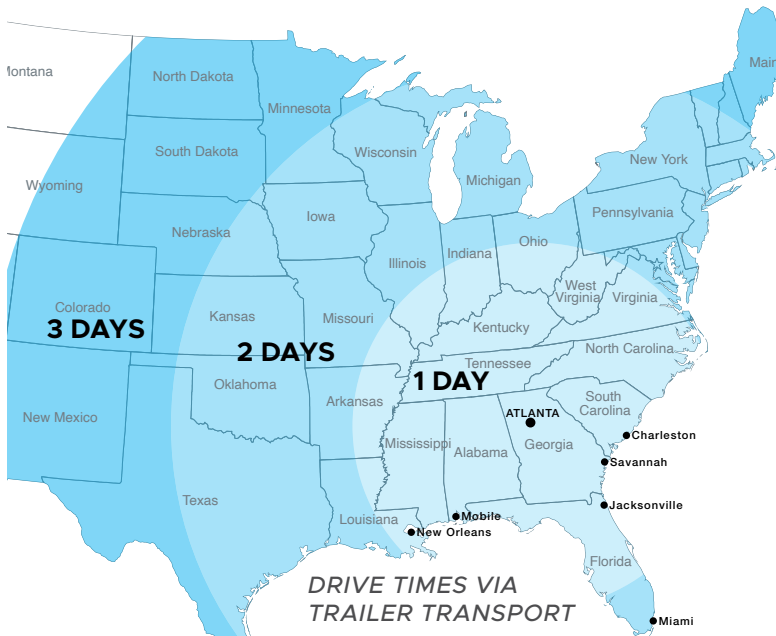 Montana
North Dakota
Minnesota
Main
South Dakota
Wisconsin
New York
Michigan
Wyoming
Nebraska
Iowa
Pennsylvania
Illinois
Indiana
Ohio
West
Virginia
Virginia
Colorado
3 DAYS
Kansas
Missouri
Kentucky
2 DAYS
North Carolina
Tennessee
1 DAY
Oklahoma
Arkansas
South
Carolina
New Mexico
ATLANTA
Charleston
Mississippi
Alabama
Georgia
Savannah
Texas
Jacksonville
Louisiana
Mobile
New Orleans
Florida
DRIVE TIMES VIA
TRAILER TRANSPORT
Miami